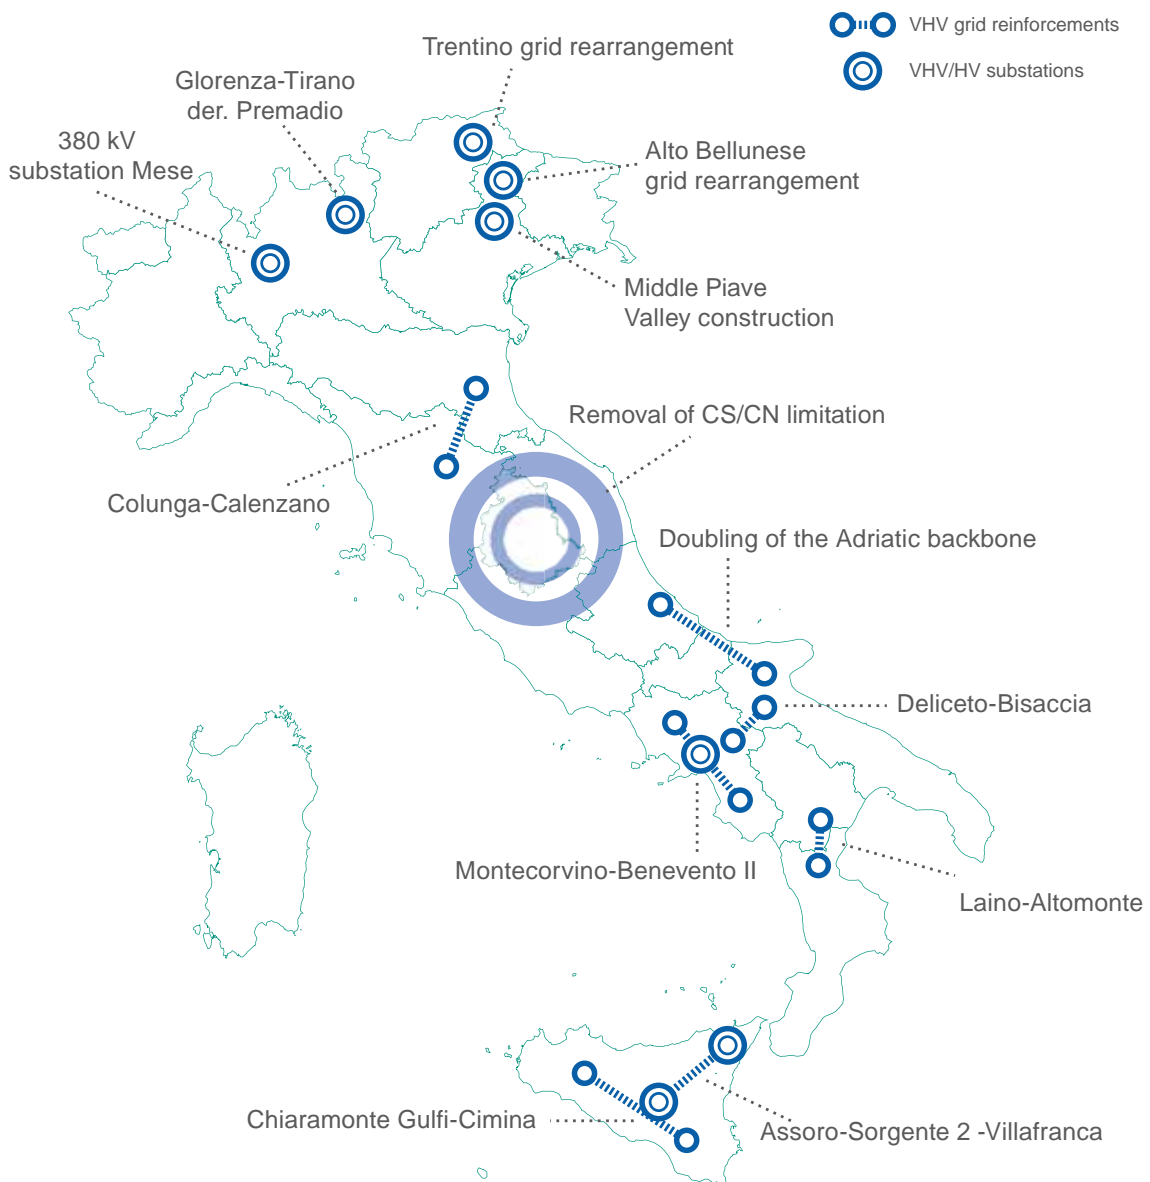 VHV grid reinforcements
VHV/HV substations
Trentino grid rearrangement
Glorenza-Tirano
der. Premadio
380 kV
substation Mese
Alto Bellunese
grid rearrangement
Middle Piave
Valley construction
Removal of CS/CN limitation
Colunga-Calenzano
Doubling of the Adriatic backbone
Deliceto-Bisaccia
Montecorvino-Benevento II
Laino-Altomonte
Chiaramonte Gulfi-Cimina
Assoro-Sorgente 2 -Villafranca